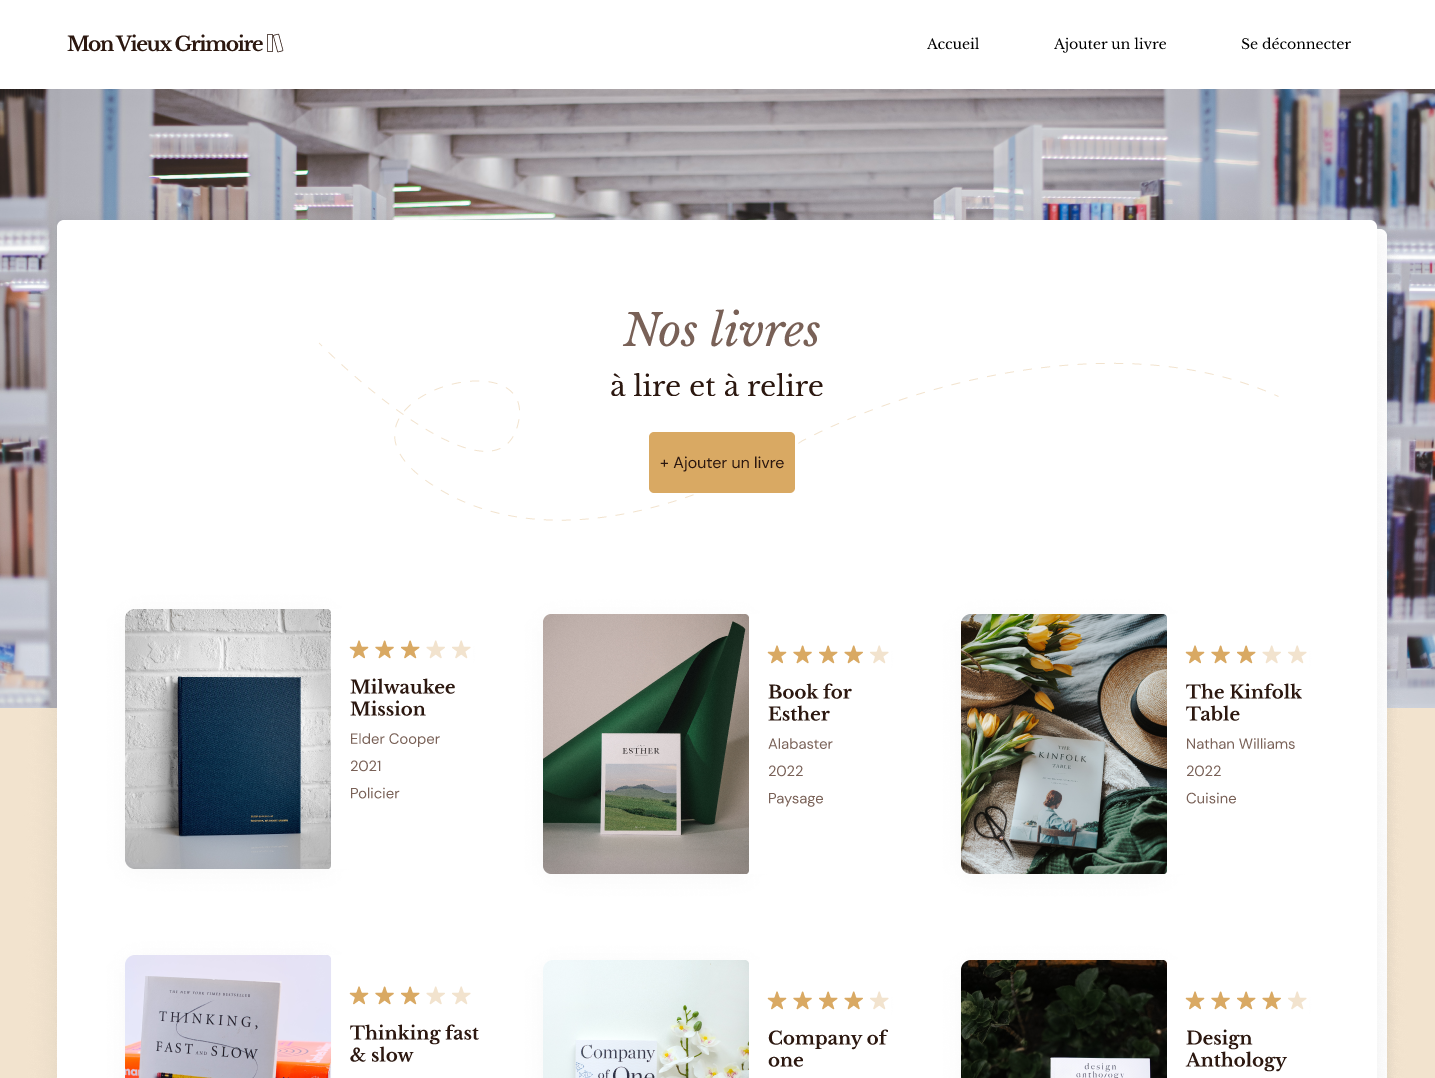 Mon Vieux Grimoire
Accueil
Ajouter un livre
Se déconnecter
Nos livres
à lire et à relire
+ Ajouter un livre
Milwaukee
Mission
Elder Cooper
2021
Policier
ESTHER
Book for
Esther
Alabaster
2022
Paysage
THE
KINFOLK
TABLE
The Kinfolk
Table
Nathan Williams
2022
Cuisine
THE NEW YORK TIMES BESTSELLER
THINKING,
FAST AND SLOW
Thinking fast
& slow
Company
of One
Company of
one
design
anthology
Design
Anthology